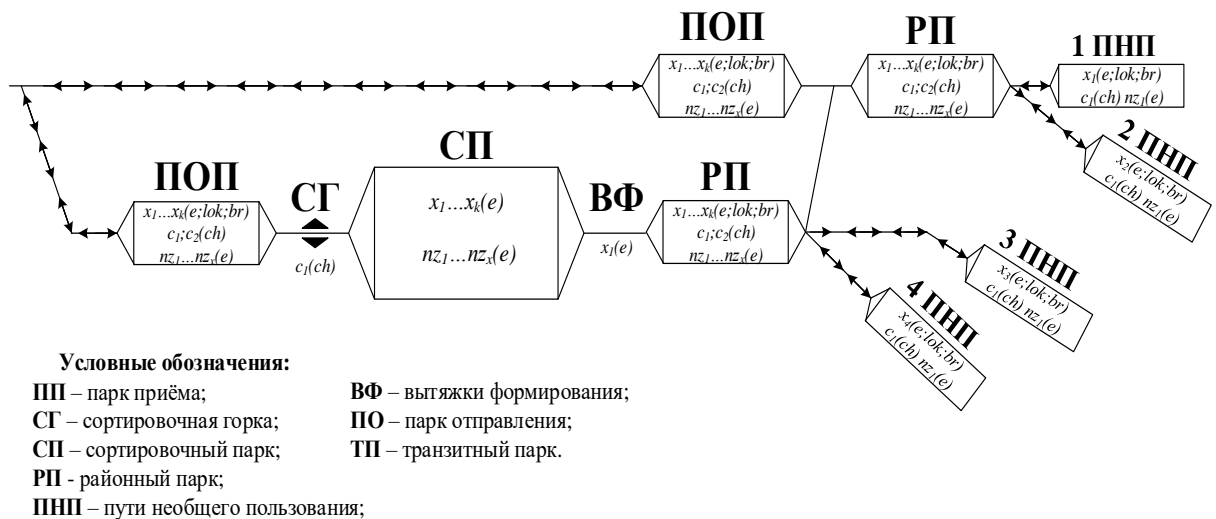 ПОП
РП
1 ПНП
x₁...xₖ(e;lok;br)
c₁;c₂(ch)
nz₁...nzₓ(e)
x₁...xₖ(e;lok;br)
c₁;c₂(ch)
nz₁...nzₓ(e)
x₁(e;lok;br)
c₁(ch) nz₁(e)
2 ПНП
x₂(e;lok;br)
c₁(ch) nz₁(e)
ПОП
СГ
СП
ВФ
РП
x₁...xₖ(e;lok;br)
c₁;c₂(ch)
nz₁...nzₓ(e)
c₁(ch)
x₁...xₖ(e)
nz₁...nzₓ(e)
x₁(e)
x₁...xₖ(e;lok;br)
c₁;c₂(ch)
nz₁...nzₓ(e)
3 ПНП
x₃(e;lok;br)
c₁(ch) nz₁(e)
4 ПНП
x₄(e;lok;br)
c₁(ch) nz₁(e)
Условные обозначения:
ПП – парк приёма;
СГ – сортировочная горка;
СП – сортировочный парк;
РП - районный парк;
ПНП – пути необщего пользования;
ВФ – вытяжки формирования;
ПО – парк отправления;
ТП – транзитный парк.